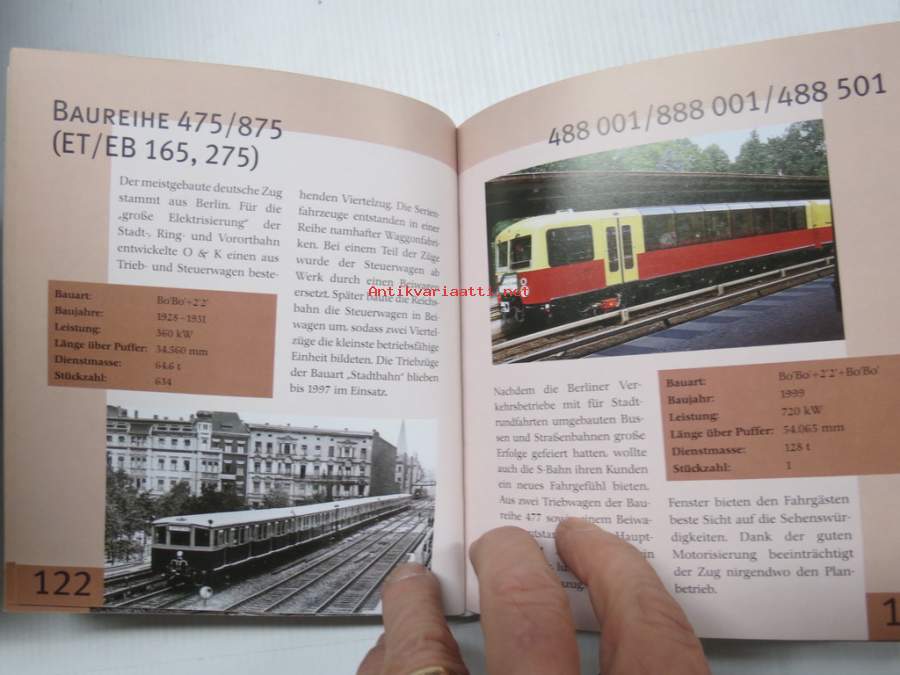 BAUREIHE 475/875
(ET/EB 165, 275)
Der meistgebaute deutsche Zug
stammt aus Berlin. Für die
„große Elektrisierung“ der
Stadt-, Ring- und Vorortbahn
entwickelte O & K einen aus
Trieb- und Steuerwagen beste-
henden Viertelzug. Die Serien-
fahrzeuge entstanden in einer
Reihe namhafter Waggonfabri-
ken. Bei einem Teil der Züge
wurde der Steuerwagen ab
Werk durch einen Beiwagen
ersetzt. Später baute die Reichs-
bahn die Steuerwagen in Bei-
wagen um, sodass zwei Viertel-
züge die kleinste betriebsfähige
Einheit bildeten. Die Triebzüge
der Bauart „Stadtbahn“ blieben
bis 1997 im Einsatz.
Bauart: Bo'Bo'+2'2'
Baujahre: 1928–1931
Leistung: 360 kW
Länge über Puffer: 34.560 mm
Dienstmasse: 64,6 t
Stückzahl: 634
122
Antikvariaatti.net
488 001/888 001/488 501
Nachdem die Berliner Ver-
kehrsbetriebe mit für Stadt-
rundfahrten umgebauten Bus-
sen und Straßenbahnen große
Erfolge gefeiert hatten, wollte
auch die S-Bahn ihren Kunden
ein neues Fahrgefühl bieten.
Aus zwei Triebwagen der Bau-
reihe 477 sowie einem Beiwa-
Haupt-
Bauart: Bo'Bo'+2'2'+Bo'Bo'
Baujahr: 1999
Leistung: 720 kW
Länge über Puffer: 54.065 mm
Dienstmasse: 128 t
Stückzahl: 1
Fenster bieten den Fahrgästen
beste Sicht auf die Sehenswür-
digkeiten. Dank der guten
Motorisierung beeinträchtigt
der Zug nirgendwo den Plan-
betrieb.